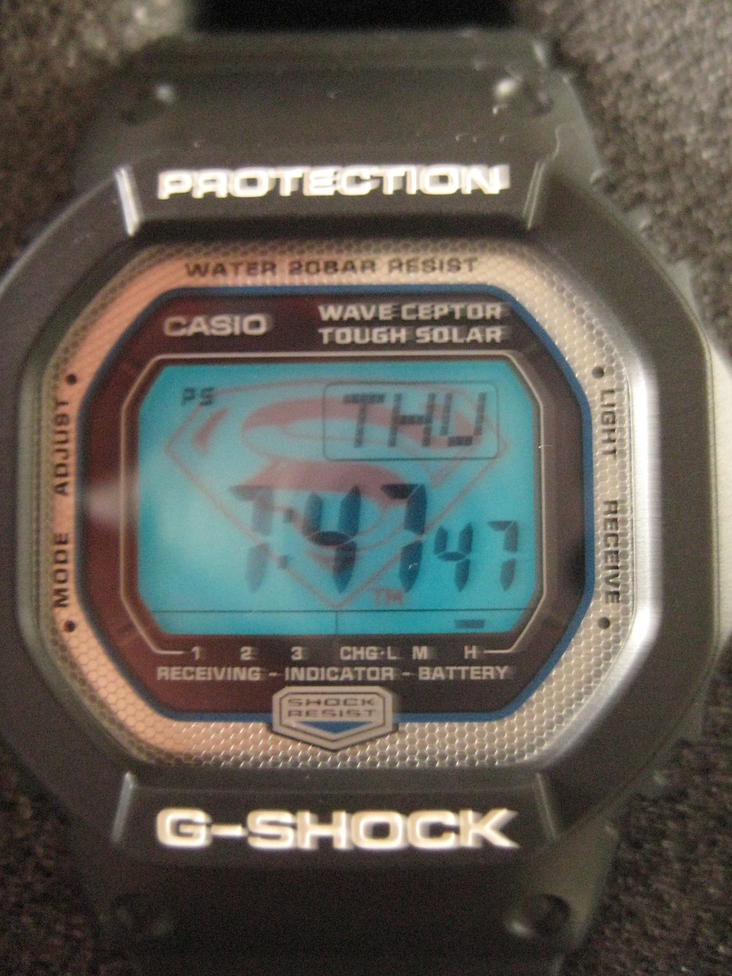 PROTECTION
WATER 20BAR RESIST
CASIO
WAVE CEPTOR
TOUGH SOLAR
ADJUST
MODE
LIGHT
RECEIVE
PS
THU
S
7:47 47
TM
1 2 3 CHG·L M H
RECEIVING - INDICATOR - BATTERY
SHOCK
RESIST
G-SHOCK